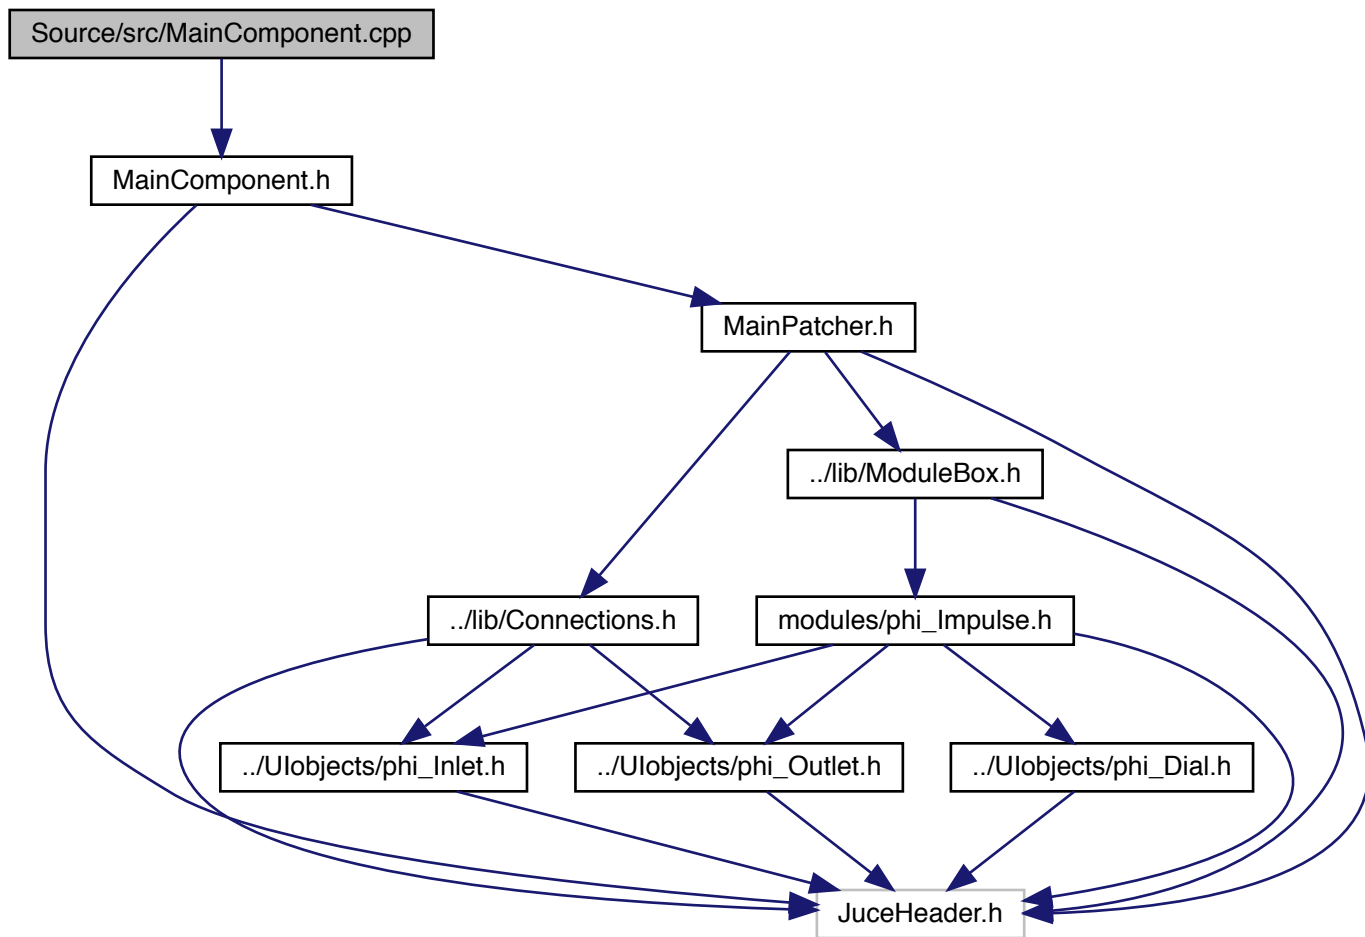 Source/src/MainComponent.cpp
MainComponent.h
MainPatcher.h
../lib/ModuleBox.h
../lib/Connections.h
modules/phi_Impulse.h
../UIobjects/phi_Inlet.h
../UIobjects/phi_Outlet.h
../UIobjects/phi_Dial.h
JuceHeader.h